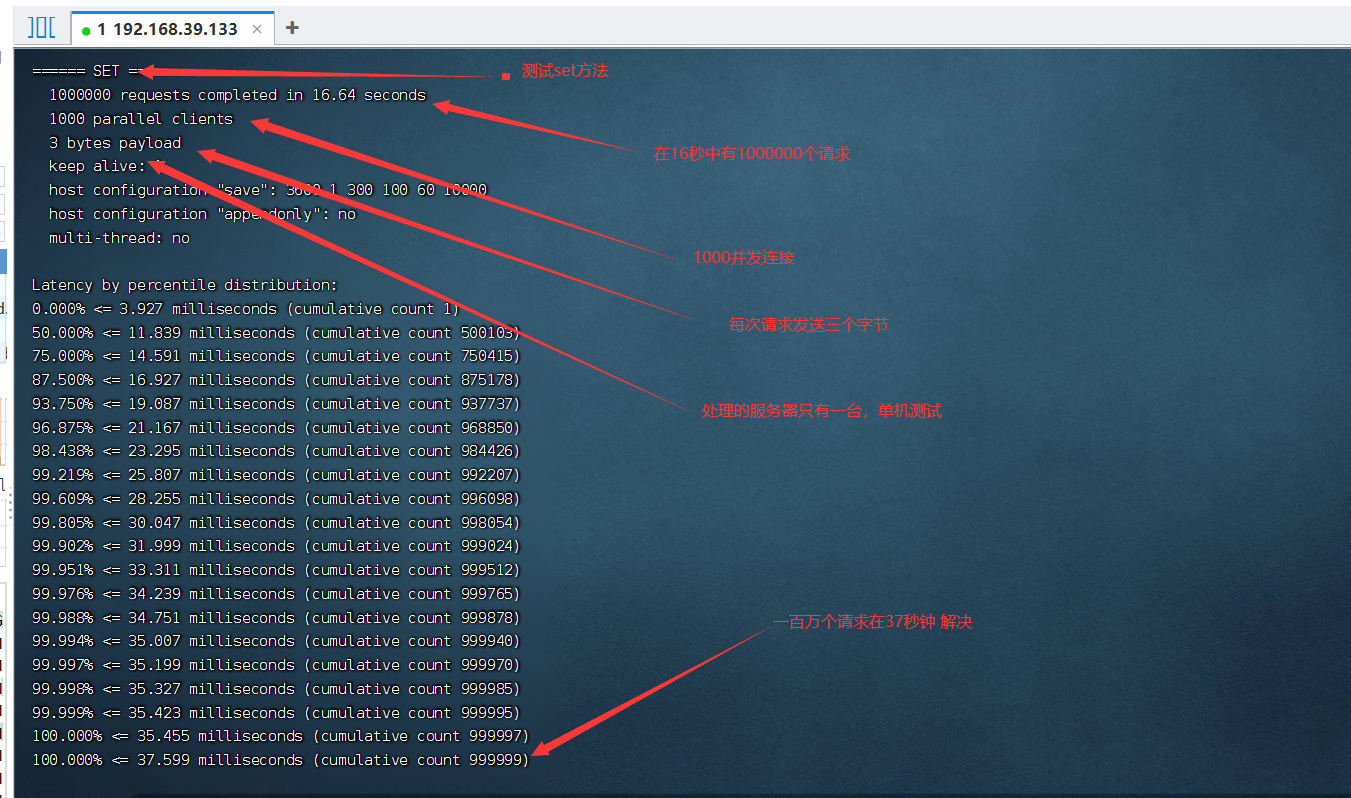 1 192.168.39.133
====== SET ==
测试set方法
1000000 requests completed in 16.64 seconds
1000 parallel clients
3 bytes payload
在16秒中有1000000个请求
keep alive:
host configuration "save": 3600 1 300 100 60 10000
host configuration "appendonly": no
multi-thread: no
1000并发连接
Latency by percentile distribution:
0.000% <= 3.927 milliseconds (cumulative count 1)
每次请求发送三个字节
50.000% <= 11.839 milliseconds (cumulative count 500103)
75.000% <= 14.591 milliseconds (cumulative count 750415)
87.500% <= 16.927 milliseconds (cumulative count 875178)
93.750% <= 19.087 milliseconds (cumulative count 937737)
处理的服务器只有一台，单机测试
96.875% <= 21.167 milliseconds (cumulative count 968850)
98.438% <= 23.295 milliseconds (cumulative count 984426)
99.219% <= 25.807 milliseconds (cumulative count 992207)
99.609% <= 28.255 milliseconds (cumulative count 996098)
99.805% <= 30.047 milliseconds (cumulative count 998054)
99.902% <= 31.999 milliseconds (cumulative count 999024)
99.951% <= 33.311 milliseconds (cumulative count 999512)
99.976% <= 34.239 milliseconds (cumulative count 999765)
99.988% <= 34.751 milliseconds (cumulative count 999878)
一百万个请求在37秒钟 解决
99.994% <= 35.007 milliseconds (cumulative count 999940)
99.997% <= 35.199 milliseconds (cumulative count 999970)
99.998% <= 35.327 milliseconds (cumulative count 999985)
99.999% <= 35.423 milliseconds (cumulative count 999995)
100.000% <= 35.455 milliseconds (cumulative count 999997)
100.000% <= 37.599 milliseconds (cumulative count 999999)